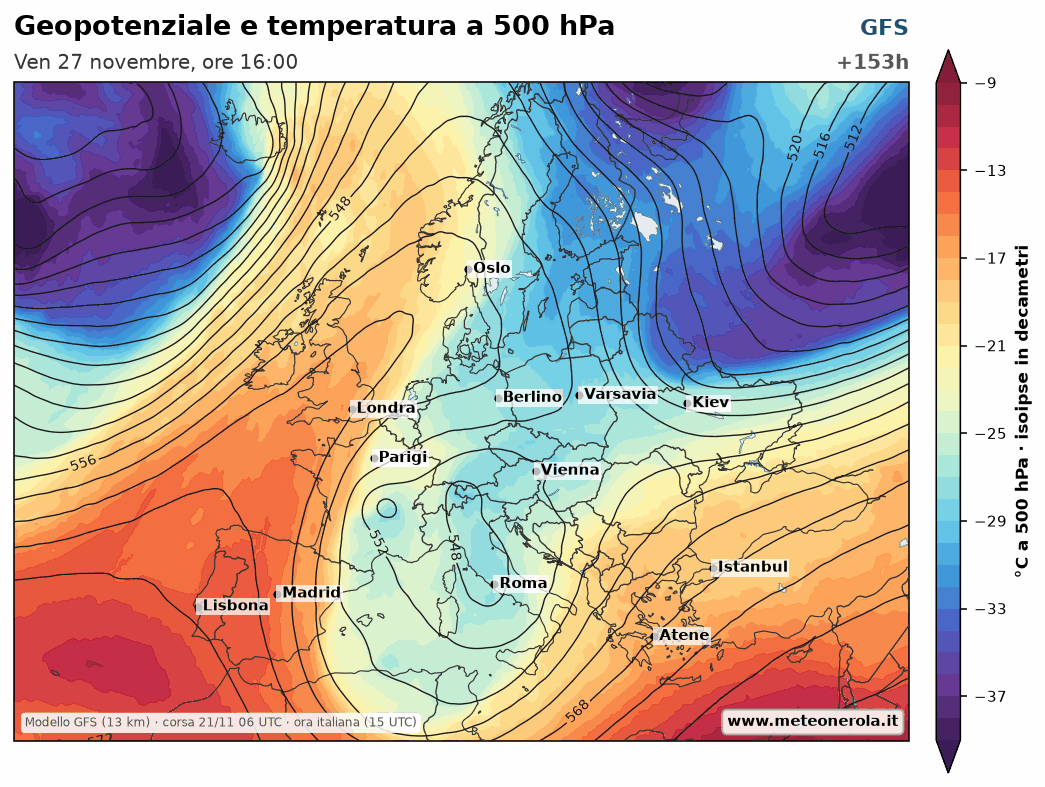 Geopotenziale e temperatura a 500 hPa
GFS
Ven 27 novembre, ore 16:00
+153h
520
516
512
548
Oslo
Londra
Berlino
Varsavia
Kiev
556
Parigi
Vienna
552
548
Istanbul
Roma
Madrid
Lisbona
Atene
568
572
Modello GFS (13 km) · corsa 21/11 06 UTC · ora italiana (15 UTC)
www.meteonerola.it
−9
−13
−17
−21
−25
−29
−33
−37
°C a 500 hPa · isoipse in decametri